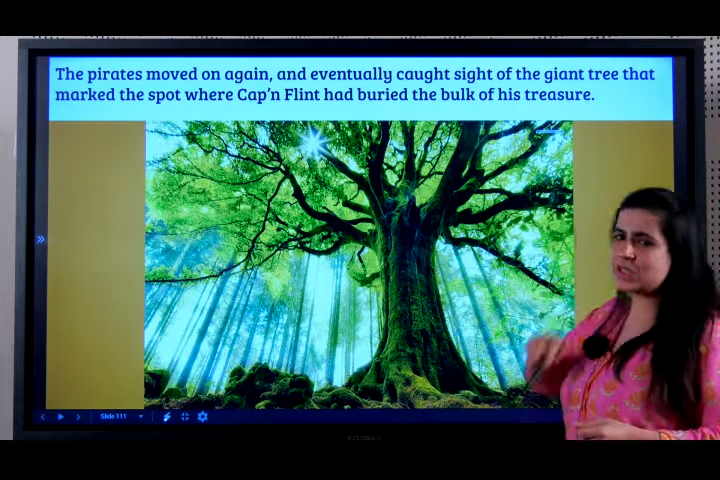 The pirates moved on again, and eventually caught sight of the giant tree that
marked the spot where Cap'n Flint had buried the bulk of his treasure.
Slide 111